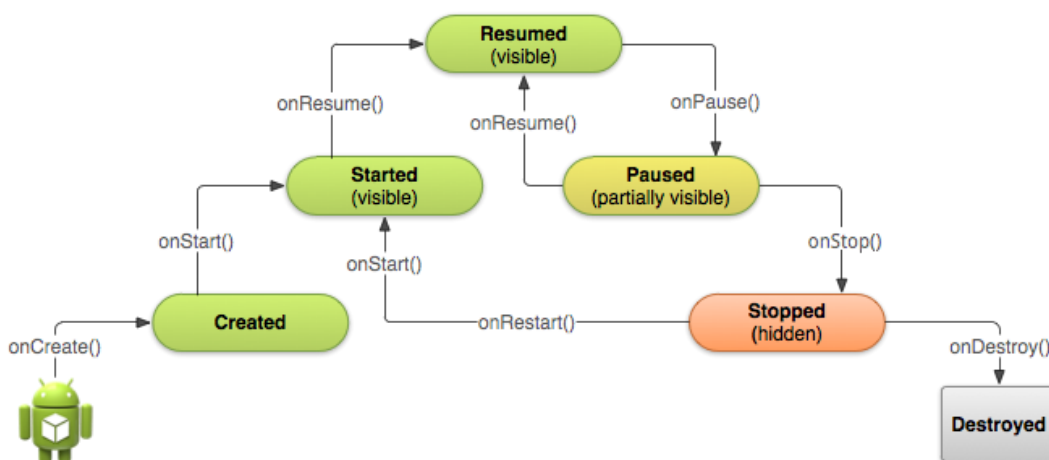 Resumed
(visible)
onResume()
onPause()
onResume()
Started
(visible)
Paused
(partially visible)
onStart()
onStart()
onStop()
Created
onRestart()
Stopped
(hidden)
onCreate()
onDestroy()
Destroyed